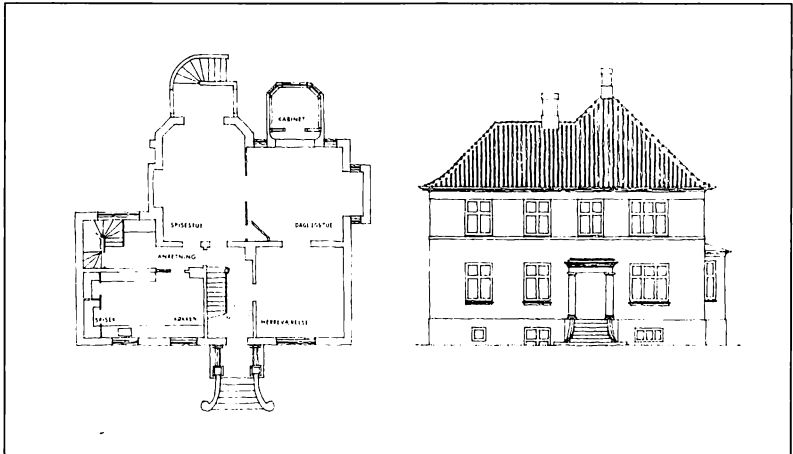 KABINET
SPISESTUE
DAGLIGSTUE
ANRETNING
SPISEK
KØKKEN
HERREVÆRELSE